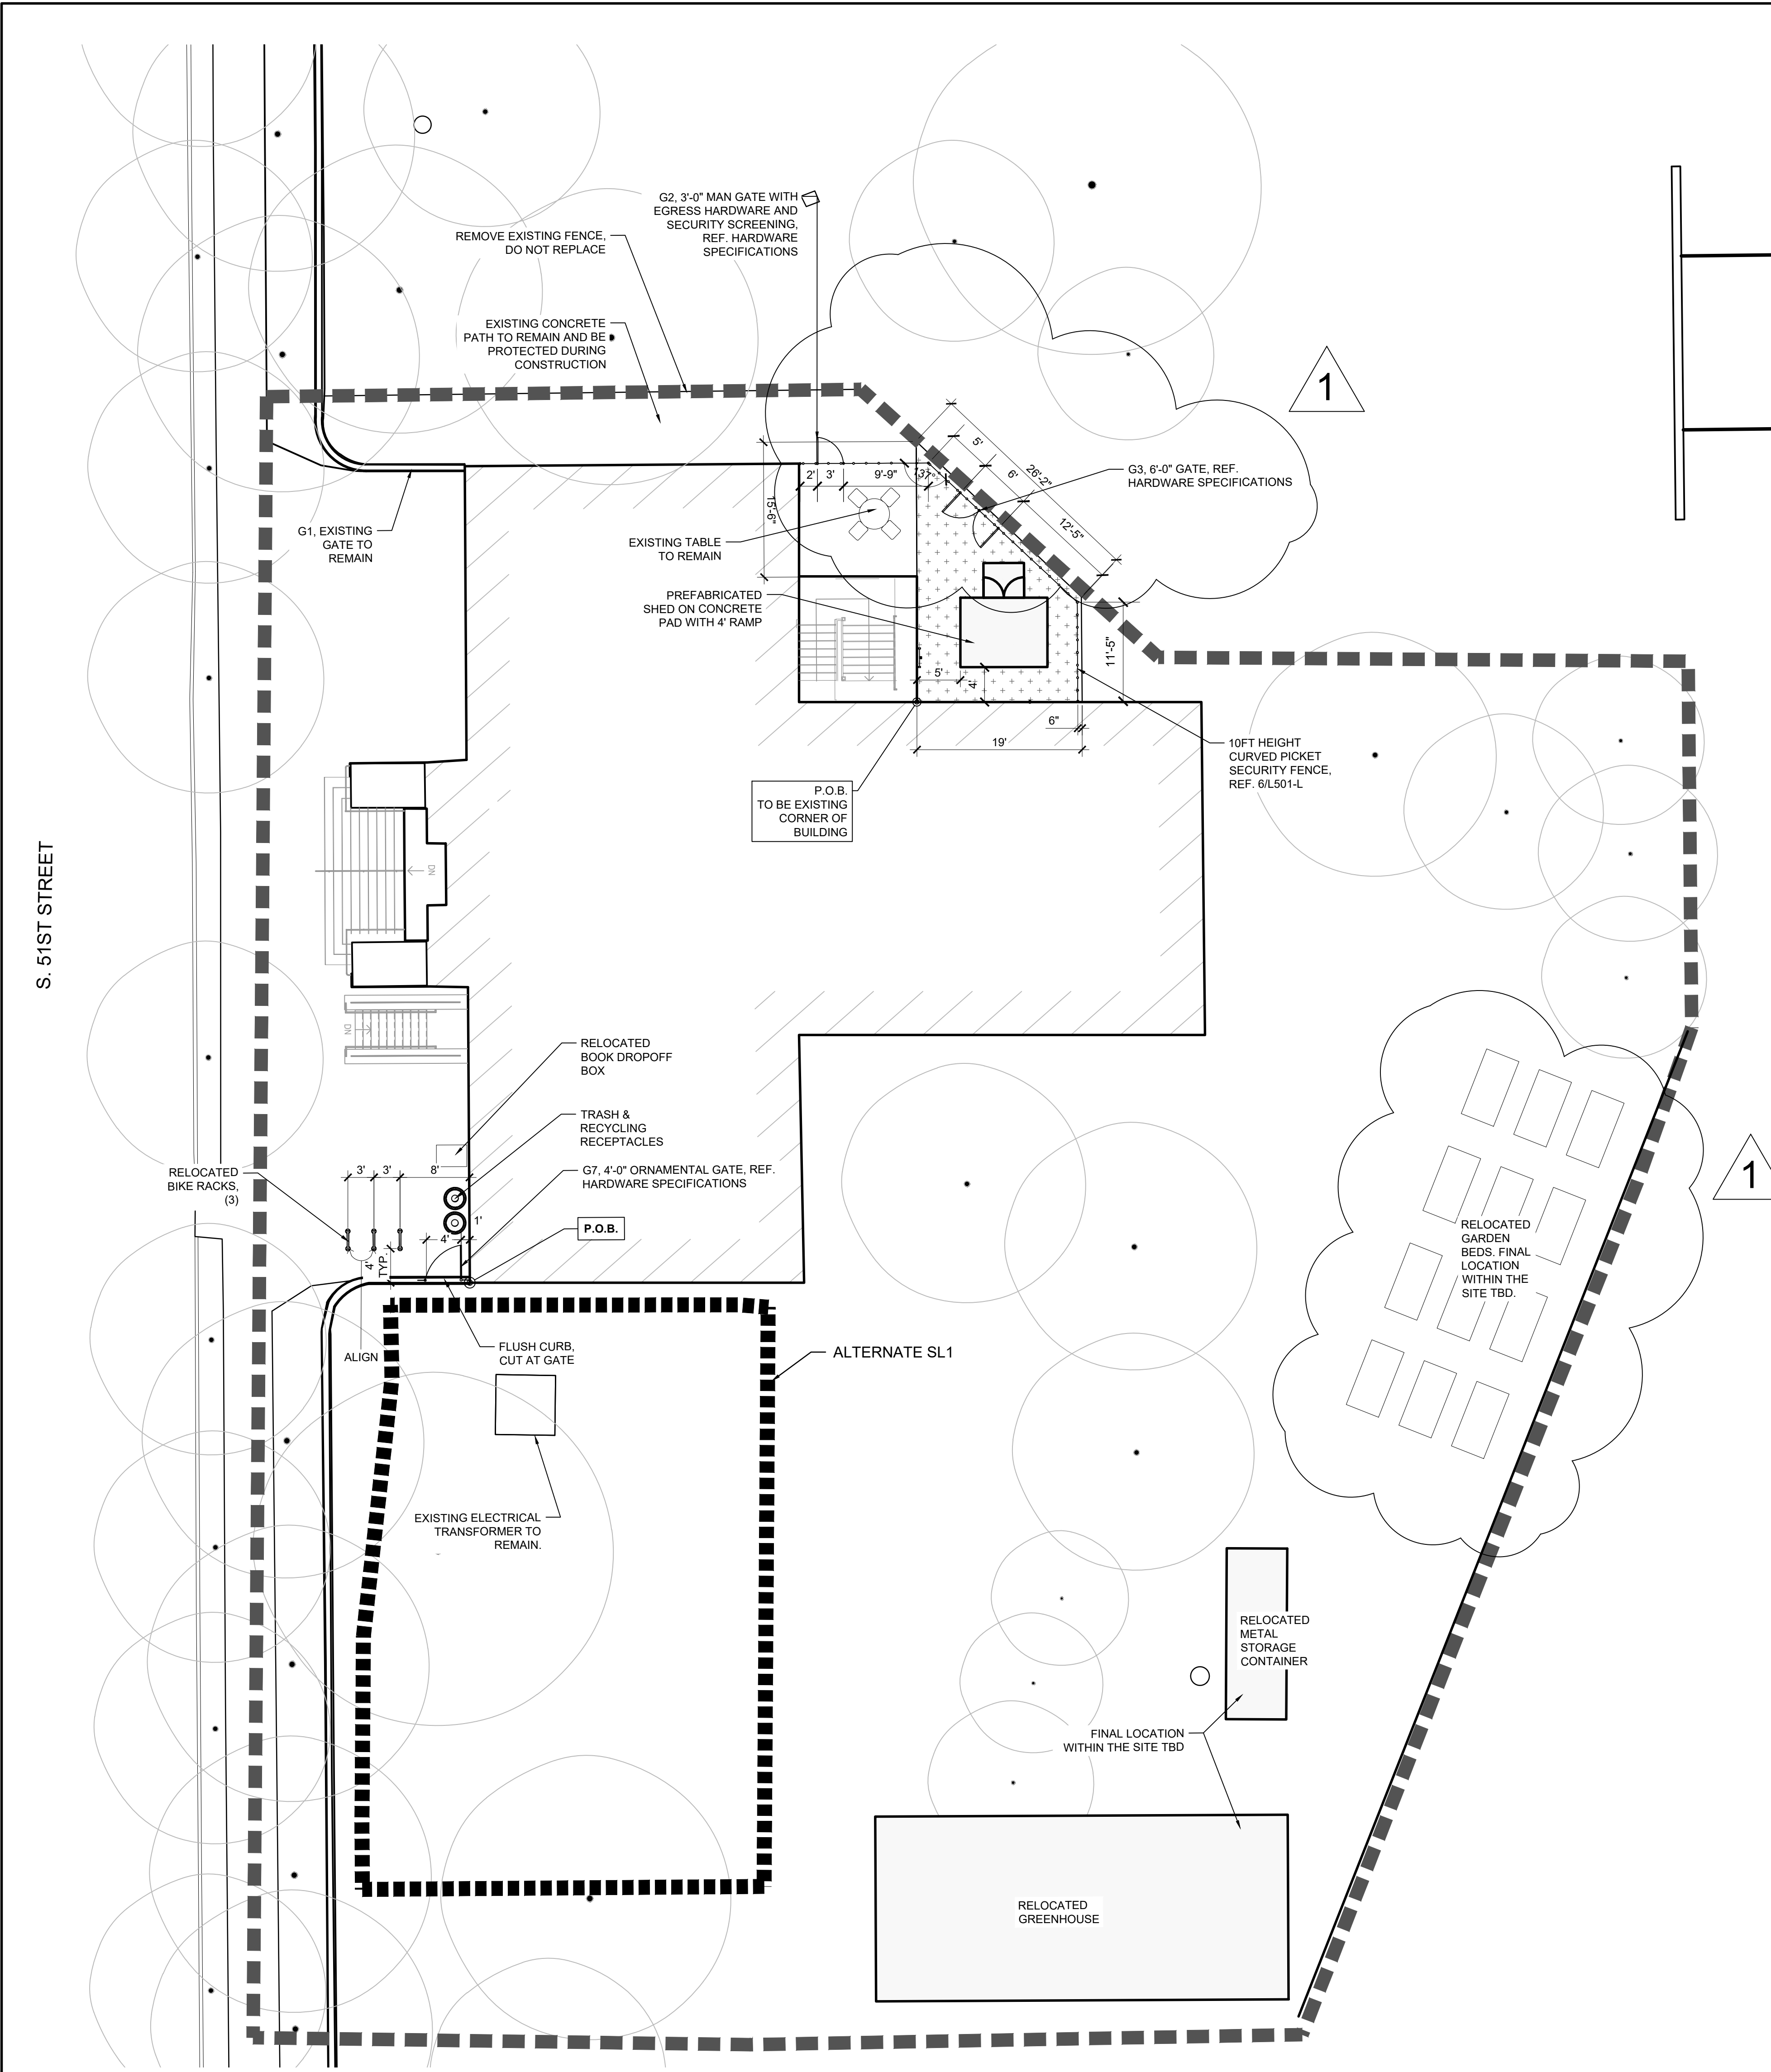 G2, 3'-0" MAN GATE WITH
EGRESS HARDWARE AND
SECURITY SCREENING,
REF. HARDWARE
SPECIFICATIONS
REMOVE EXISTING FENCE,
DO NOT REPLACE
EXISTING CONCRETE
PATH TO REMAIN AND BE
PROTECTED DURING
CONSTRUCTION
1
5'
6'
26'-2"
12'-5"
G3, 6'-0" GATE, REF.
HARDWARE SPECIFICATIONS
2'
3'
9'-9"
137°
15'-6"
G1, EXISTING
GATE TO
REMAIN
EXISTING TABLE
TO REMAIN
PREFABRICATED
SHED ON CONCRETE
PAD WITH 4' RAMP
11'-5"
5'
4'
6"
19'
10FT HEIGHT
CURVED PICKET
SECURITY FENCE,
REF. 6/L501-L
P.O.B.
TO BE EXISTING
CORNER OF
BUILDING
S. 51ST STREET
DN
DN
RELOCATED
BOOK DROPOFF
BOX
TRASH &
RECYCLING
RECEPTACLES
G7, 4'-0" ORNAMENTAL GATE, REF.
HARDWARE SPECIFICATIONS
RELOCATED
BIKE RACKS,
(3)
3'
3'
8'
1'
4'
4'
TYP.
P.O.B.
1
RELOCATED
GARDEN
BEDS. FINAL
LOCATION
WITHIN THE
SITE TBD.
ALIGN
FLUSH CURB,
CUT AT GATE
ALTERNATE SL1
EXISTING ELECTRICAL
TRANSFORMER TO
REMAIN.
RELOCATED
METAL
STORAGE
CONTAINER
FINAL LOCATION
WITHIN THE SITE TBD
RELOCATED
GREENHOUSE